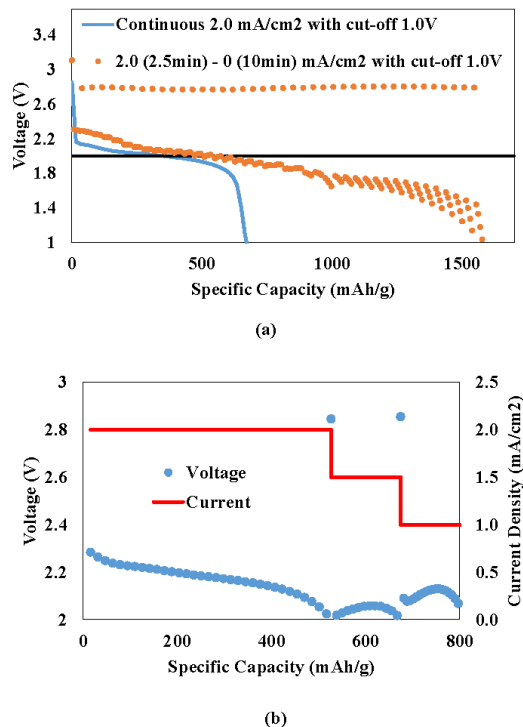 Continuous 2.0 mA/cm2 with cut-off 1.0V
2.0 (2.5min) - 0 (10min) mA/cm2 with cut-off 1.0V
3.4
3
2.6
2.2
1.8
1.4
1
Voltage (V)
0
500
1000
1500
Specific Capacity (mAh/g)
(a)
3
2.8
2.6
2.4
2.2
2
Voltage (V)
Voltage
Current
2.5
2.0
1.5
1.0
0.5
0.0
Current Density (mA/cm2)
0
200
400
600
800
Specific Capacity (mAh/g)
(b)